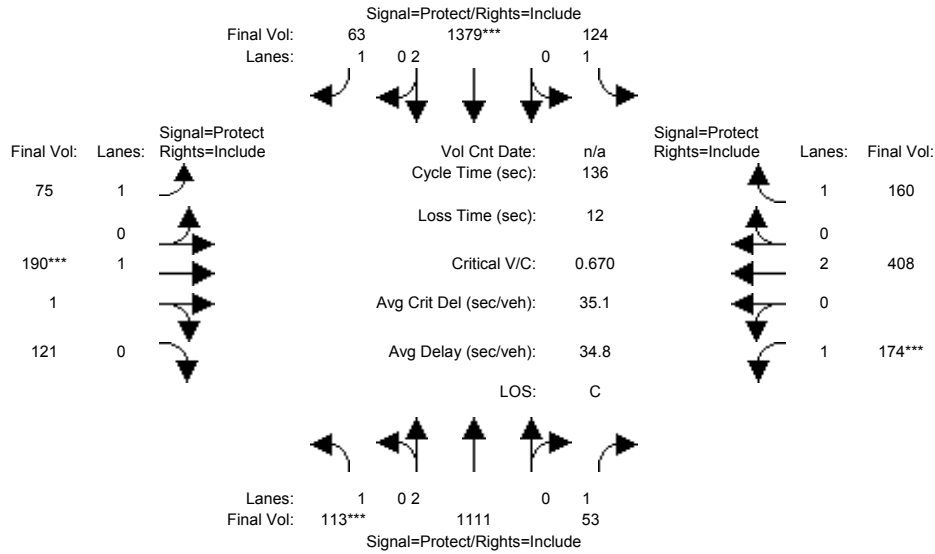 Signal=Protect/Rights=Include
Final Vol: 63 1379*** 124
Lanes: 1 0 2 0 1
Signal=Protect Signal=Protect
Final Vol: Lanes: Rights=Include Vol Cnt Date: n/a Rights=Include Lanes: Final Vol:
Cycle Time (sec): 136
75 1 1 160
Loss Time (sec): 12
0 0
190*** 1 Critical V/C: 0.670 2 408
1 Avg Crit Del (sec/veh): 35.1 0
121 0 Avg Delay (sec/veh): 34.8 1 174***
LOS: C
Lanes: 1 0 2 0 1
Final Vol: 113*** 1111 53
Signal=Protect/Rights=Include